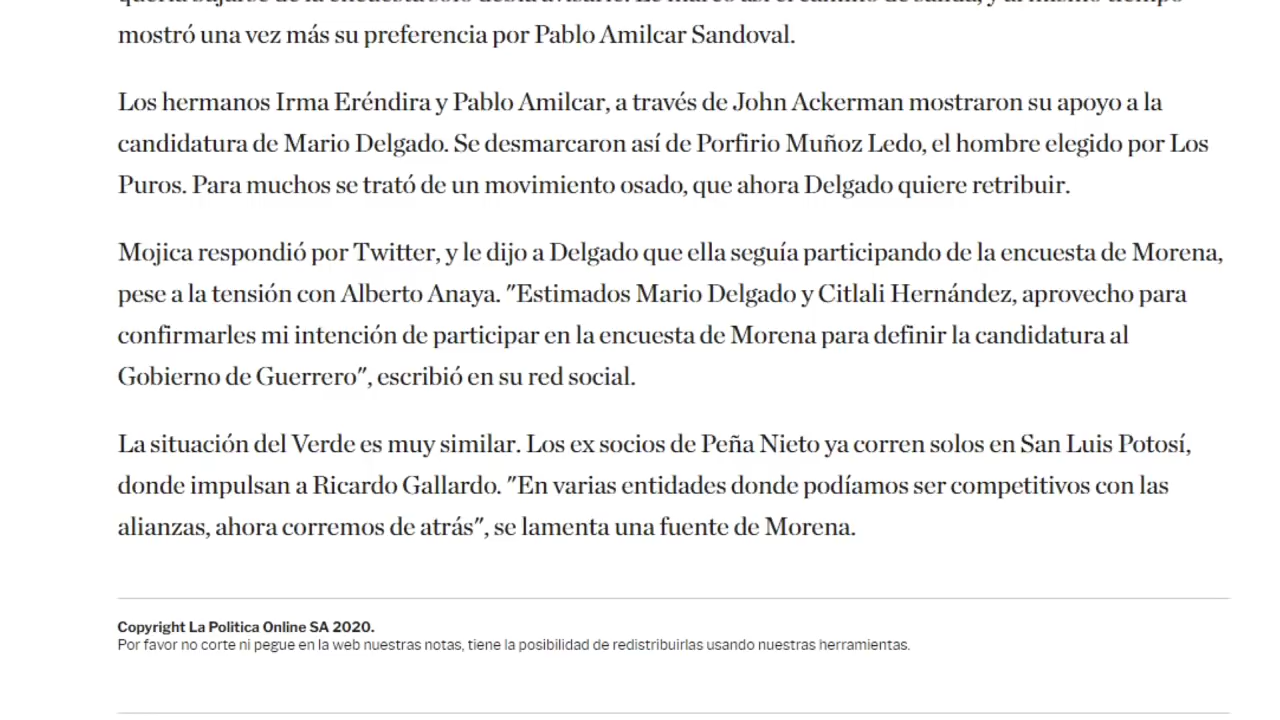 mostró una vez más su preferencia por Pablo Amilcar Sandoval.
Los hermanos Irma Eréndira y Pablo Amilcar, a través de John Ackerman mostraron su apoyo a la
candidatura de Mario Delgado. Se desmarcaron así de Porfirio Muñoz Ledo, el hombre elegido por Los
Puros. Para muchos se trató de un movimiento osado, que ahora Delgado quiere retribuir.
Mojica respondió por Twitter, y le dijo a Delgado que ella seguía participando de la encuesta de Morena,
pese a la tensión con Alberto Anaya. "Estimados Mario Delgado y Citlali Hernández, aprovecho para
confirmarles mi intención de participar en la encuesta de Morena para definir la candidatura al
Gobierno de Guerrero", escribió en su red social.
La situación del Verde es muy similar. Los ex socios de Peña Nieto ya corren solos en San Luis Potosí,
donde impulsan a Ricardo Gallardo. "En varias entidades donde podíamos ser competitivos con las
alianzas, ahora corremos de atrás", se lamenta una fuente de Morena.
Copyright La Politica Online SA 2020.
Por favor no corte ni pegue en la web nuestras notas, tiene la posibilidad de redistribuirlas usando nuestras herramientas.